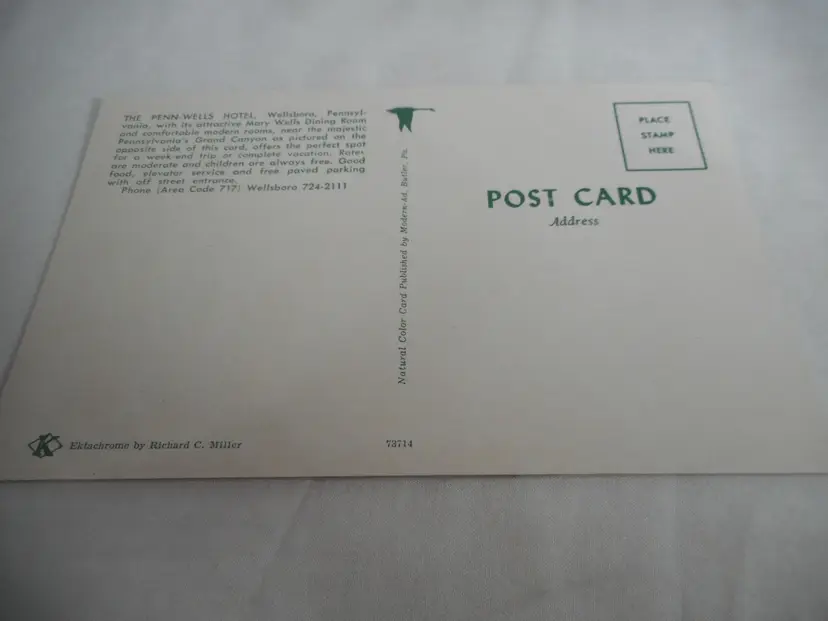 THE PENN-WELLS HOTEL, Wellsboro, Pennsyl-
vania, with its attractive Mary Wells Dining Room
and comfortable modern rooms, near the majestic
Pennsylvania's Grand Canyon as pictured on the
opposite side of this card, offers the perfect spot
for a week-end trip or complete vacation. Rates
are moderate and children are always free. Good
food, elevator service and free paved parking
with off street entrance.
Phone (Area Code 717) Wellsboro 724-2111
Natural Color Card Published by Modern-Ad, Butler, Pa.
PLACE
STAMP
HERE
POST CARD
Address
K
Ektachrome by Richard C. Miller
73714